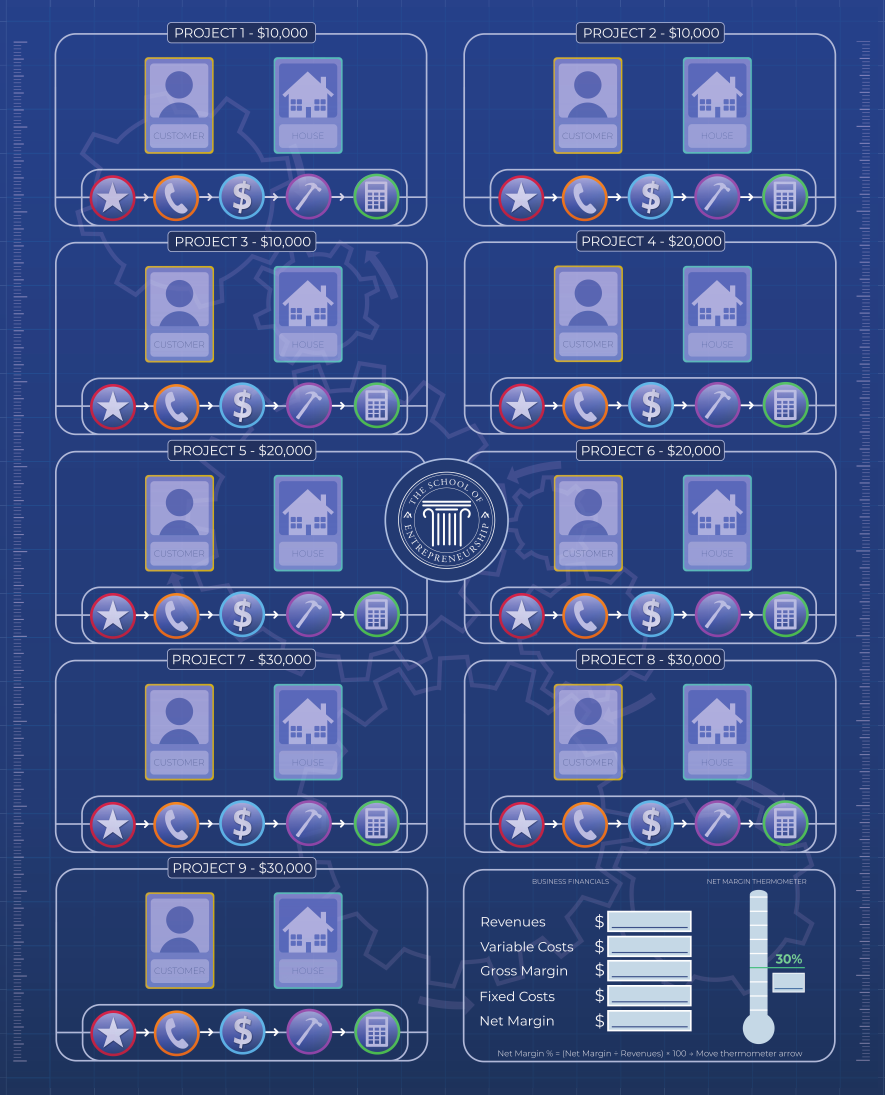 PROJECT 1 - $10,000
CUSTOMER
HOUSE
$
PROJECT 2 - $10,000
CUSTOMER
HOUSE
$
PROJECT 3 - $10,000
CUSTOMER
HOUSE
$
PROJECT 4 - $20,000
CUSTOMER
HOUSE
$
PROJECT 5 - $20,000
CUSTOMER
HOUSE
$
THE SCHOOL OF
ENTREPRENEURSHIP
PROJECT 6 - $20,000
CUSTOMER
HOUSE
$
PROJECT 7 - $30,000
CUSTOMER
HOUSE
$
PROJECT 8 - $30,000
CUSTOMER
HOUSE
$
PROJECT 9 - $30,000
CUSTOMER
HOUSE
$
BUSINESS FINANCIALS
Revenues $
Variable Costs $
Gross Margin $
Fixed Costs $
Net Margin $
NET MARGIN THERMOMETER
30%
Net Margin % = (Net Margin ÷ Revenues) × 100 → Move thermometer arrow